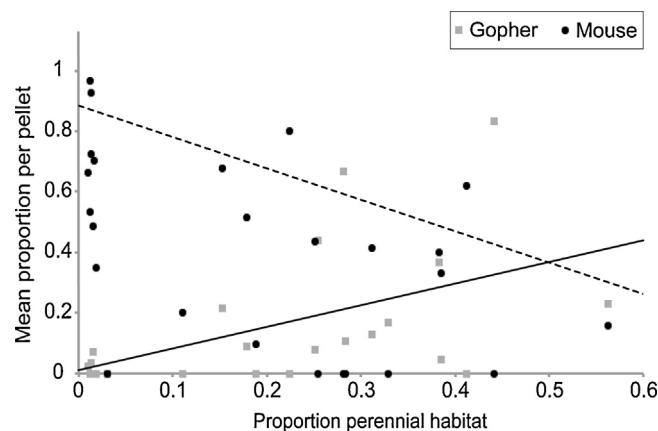 Gopher Mouse
Mean proportion per pellet
1
0.8
0.6
0.4
0.2
0
0 0.1 0.2 0.3 0.4 0.5 0.6
Proportion perennial habitat